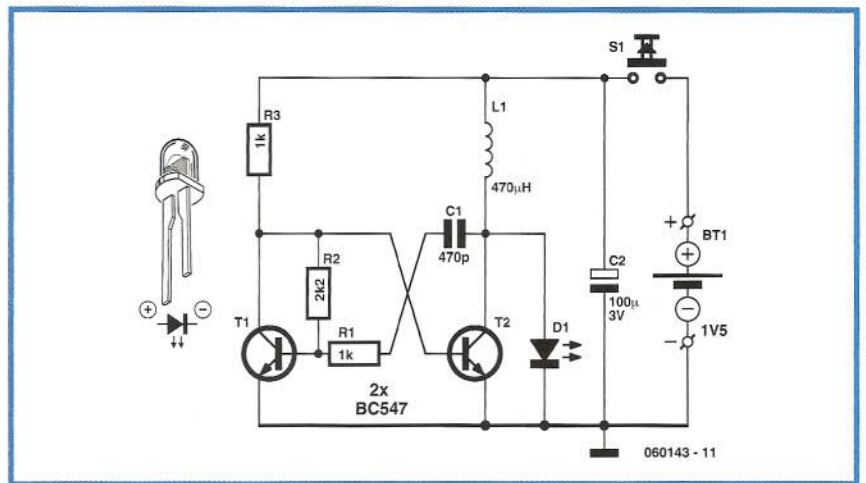 S1
R3
1k
L1
470µH
C1
470p
R2
2k2
T1
R1
1k
T2
D1
C2
100µ
3V
+
BT1
+
−
1V5
−
+
−
2x
BC547
060143 - 11